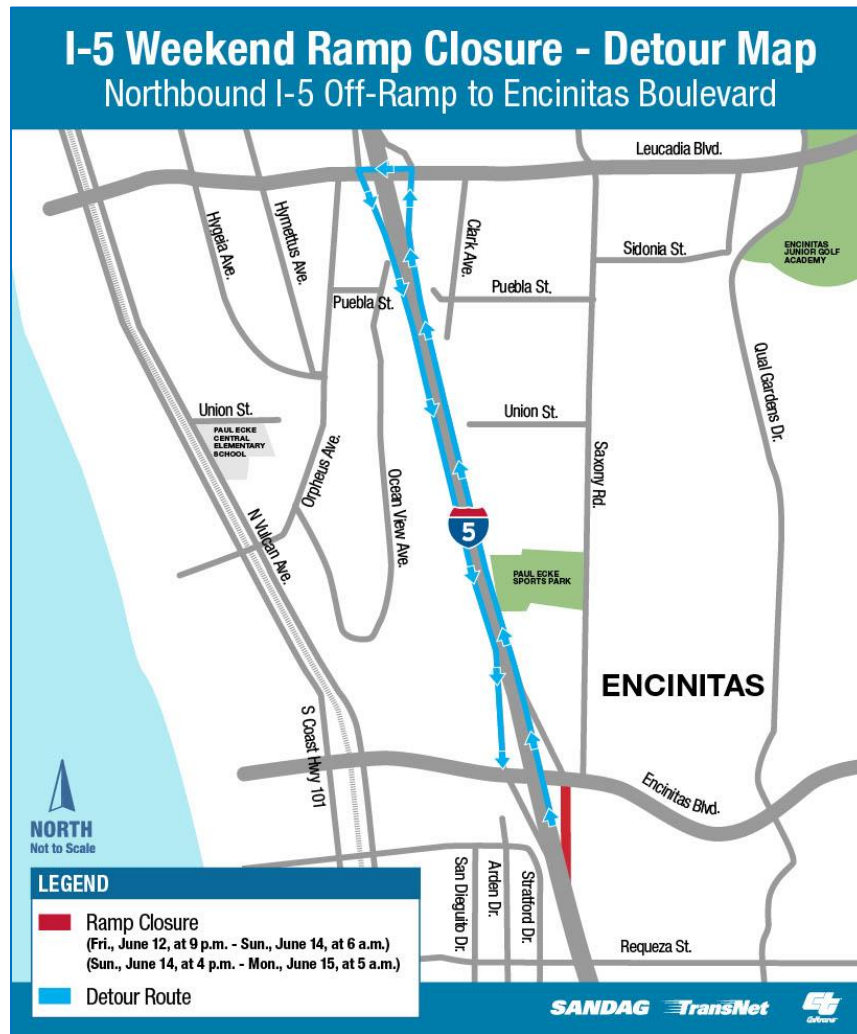 I-5 Weekend Ramp Closure - Detour Map
Northbound I-5 Off-Ramp to Encinitas Boulevard
Leucadia Blvd.
Hygeia Ave.
Hymettus Ave.
Clark Ave.
Sidonia St.
ENCINITAS
JUNIOR GOLF
ACADEMY
Puebla St.
Puebla St.
Qual Gardens Dr.
Union St.
Union St.
PAUL ECKE
CENTRAL
ELEMENTARY
SCHOOL
Orpheus Ave.
Ocean View Ave.
Saxony Rd.
N Vulcan Ave.
5
PAUL ECKE
SPORTS PARK
ENCINITAS
S Coast Hwy 101
Encinitas Blvd.
NORTH
Not to Scale
San Dieguito Dr.
Arden Dr.
Stratford Dr.
Requeza St.
LEGEND
Ramp Closure
(Fri., June 12, at 9 p.m. - Sun., June 14, at 6 a.m.)
(Sun., June 14, at 4 p.m. - Mon., June 15, at 5 a.m.)
Detour Route
SANDAG TransNet
Caltrans